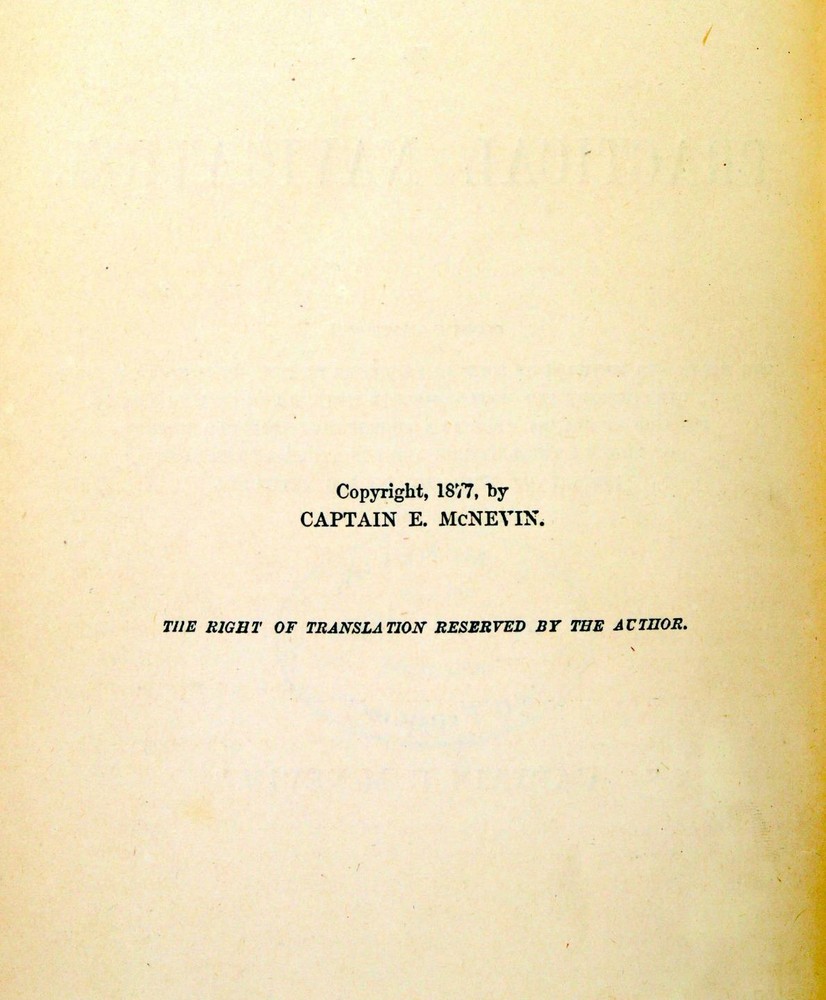 Copyright, 1877, by
CAPTAIN E. McNEVIN.
THE RIGHT OF TRANSLATION RESERVED BY THE AUTHOR.